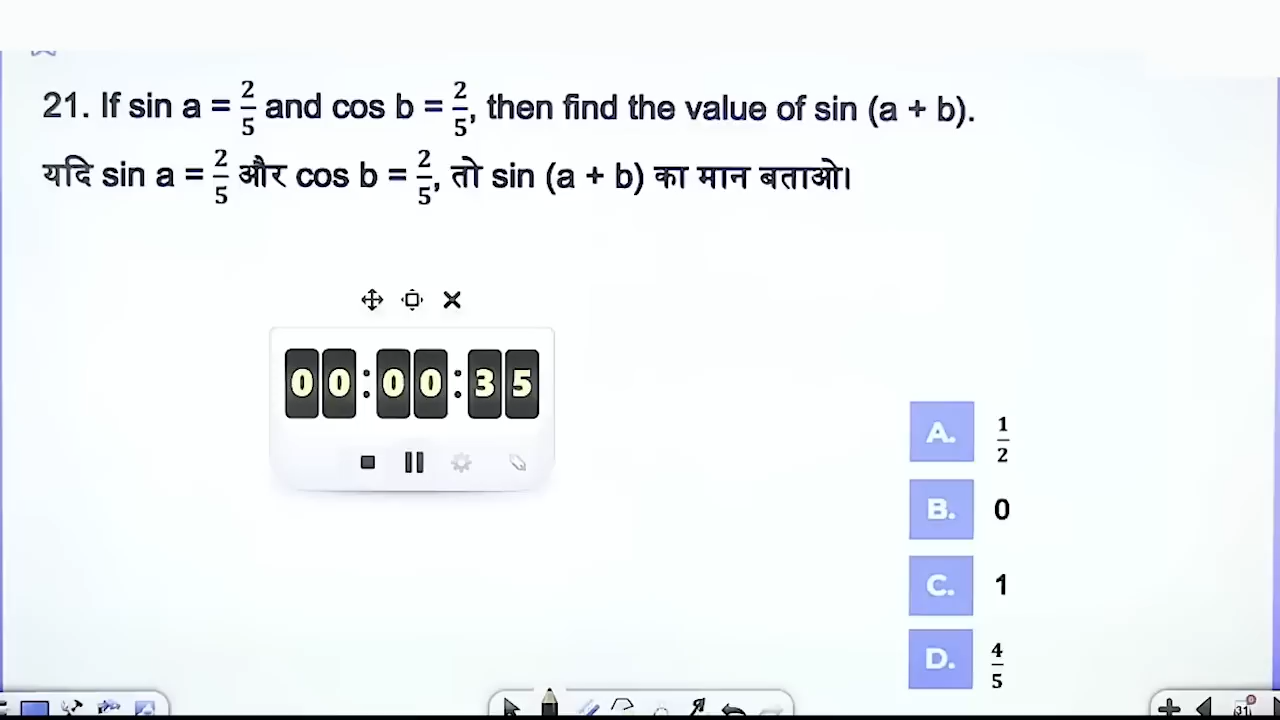 21. If sin a = 2/5 and cos b = 2/5, then find the value of sin (a + b).
यदि sin a = 2/5 और cos b = 2/5, तो sin (a + b) का मान बताओ।
00:00:35
A. 1/2
B. 0
C. 1
D. 4/5
31